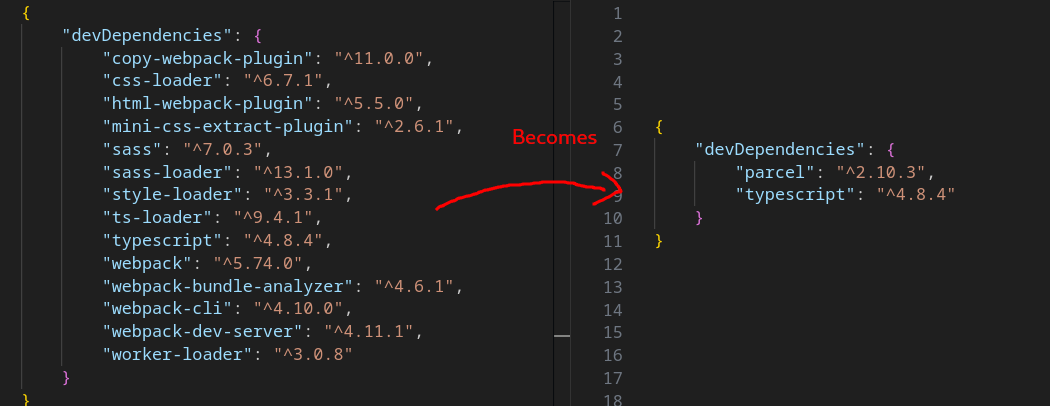 {
"devDependencies": {
"copy-webpack-plugin": "^11.0.0",
"css-loader": "^6.7.1",
"html-webpack-plugin": "^5.5.0",
"mini-css-extract-plugin": "^2.6.1",
"sass": "^7.0.3",
"sass-loader": "^13.1.0",
"style-loader": "^3.3.1",
"ts-loader": "^9.4.1",
"typescript": "^4.8.4",
"webpack": "^5.74.0",
"webpack-bundle-analyzer": "^4.6.1",
"webpack-cli": "^4.10.0",
"webpack-dev-server": "^4.11.1",
"worker-loader": "^3.0.8"
}
}
Becomes
1
2
3
4
5
6 {
7 "devDependencies": {
8 "parcel": "^2.10.3",
9 "typescript": "^4.8.4"
10 }
11 }
12
13
14
15
16
17
18